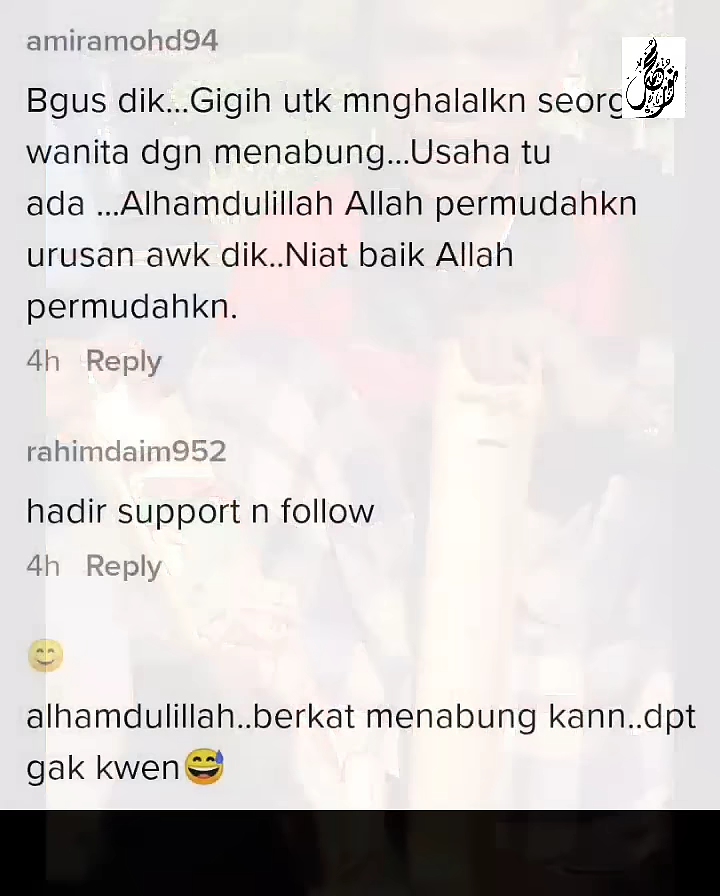 amiramohd94
Bgus dik...Gigih utk mnghalalkn seorg
wanita dgn menabung...Usaha tu
ada ...Alhamdulillah Allah permudahkn
urusan awk dik..Niat baik Allah
permudahkn.
4h Reply
rahimdaim952
hadir support n follow
4h Reply
😊
alhamdulillah..berkat menabung kann..dpt
gak kwen😅